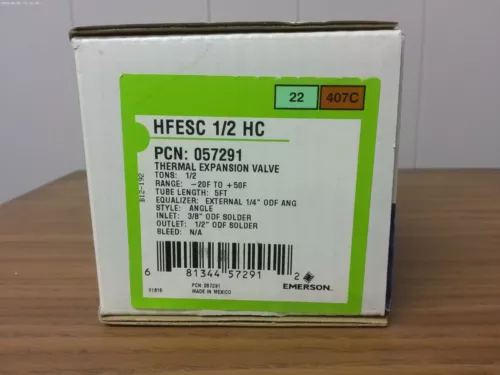 22 407C
HFESC 1/2 HC
PCN: 057291
THERMAL EXPANSION VALVE
TONS: 1/2
RANGE: -20F TO +50F
TUBE LENGTH: 5FT
EQUALIZER: EXTERNAL 1/4" ODF ANG
STYLE: ANGLE
INLET: 3/8" ODF SOLDER
OUTLET: 1/2" ODF SOLDER
BLEED: N/A
6 81344 57291 2
PCN: 057291
MADE IN MEXICO
EMERSON